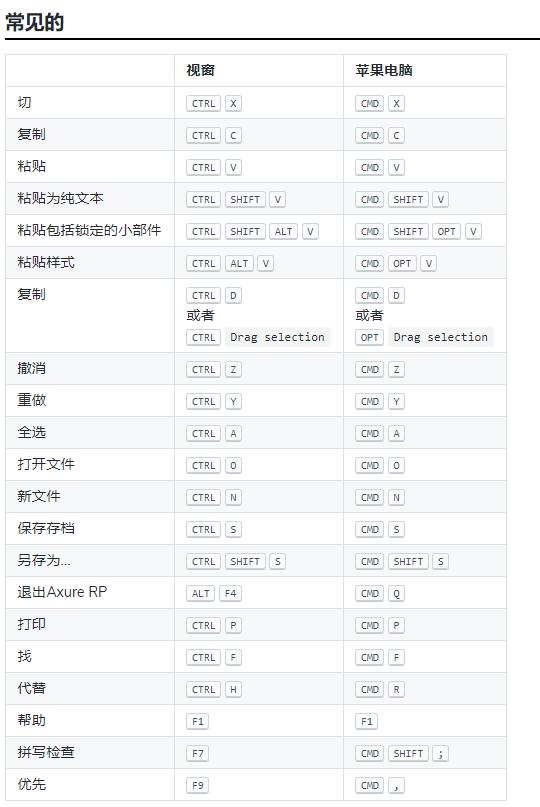 常见的
视窗 苹果电脑
切 CTRL X CMD X
复制 CTRL C CMD C
粘贴 CTRL V CMD V
粘贴为纯文本 CTRL SHIFT V CMD SHIFT V
粘贴包括锁定的小部件 CTRL SHIFT ALT V CMD SHIFT OPT V
粘贴样式 CTRL ALT V CMD OPT V
复制 CTRL D CMD D
或者 或者
CTRL Drag selection OPT Drag selection
撤消 CTRL Z CMD Z
重做 CTRL Y CMD Y
全选 CTRL A CMD A
打开文件 CTRL O CMD O
新文件 CTRL N CMD N
保存存档 CTRL S CMD S
另存为... CTRL SHIFT S CMD SHIFT S
退出Axure RP ALT F4 CMD Q
打印 CTRL P CMD P
找 CTRL F CMD F
代替 CTRL H CMD R
帮助 F1 F1
拼写检查 F7 CMD SHIFT ;
优先 F9 CMD ,